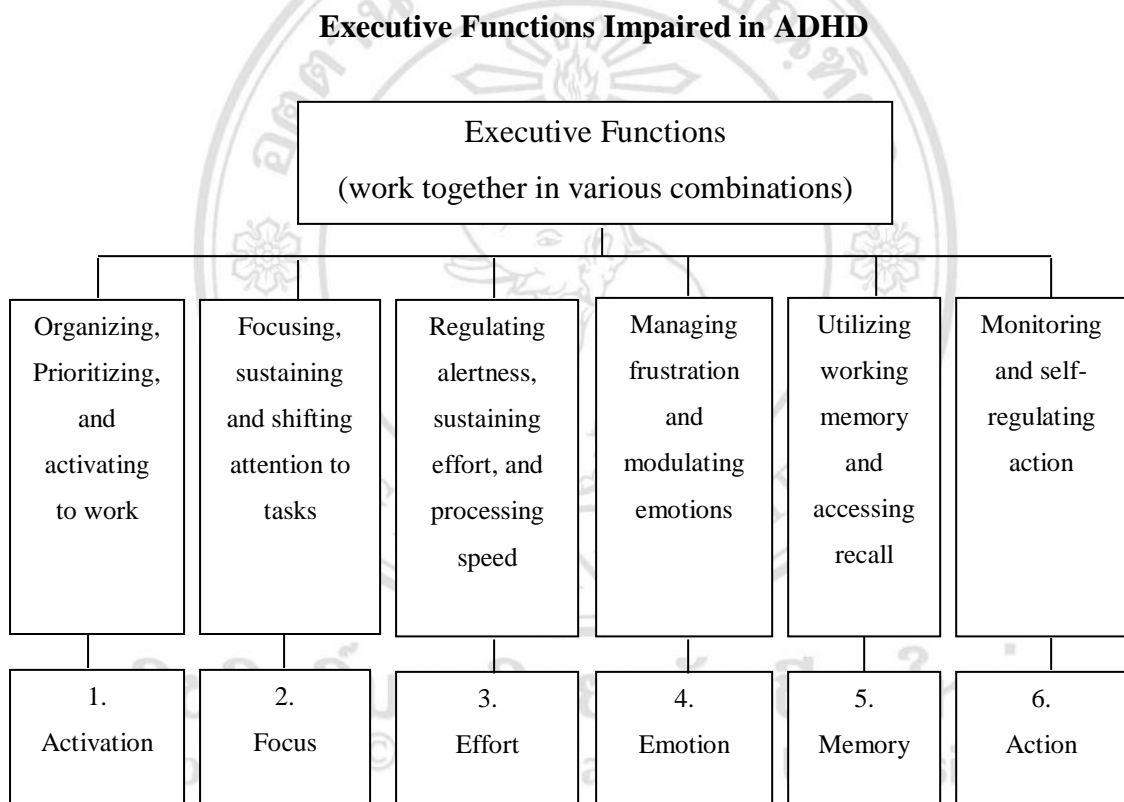 Executive Functions Impaired in ADHD
Executive Functions
(work together in various combinations)
Organizing,
Prioritizing,
and
activating
to work
Focusing,
sustaining
and shifting
attention to
tasks
Regulating
alertness,
sustaining
effort, and
processing
speed
Managing
frustration
and
modulating
emotions
Utilizing
working
memory
and
accessing
recall
Monitoring
and self-
regulating
action
1.
Activation
2.
Focus
3.
Effort
4.
Emotion
5.
Memory
6.
Action